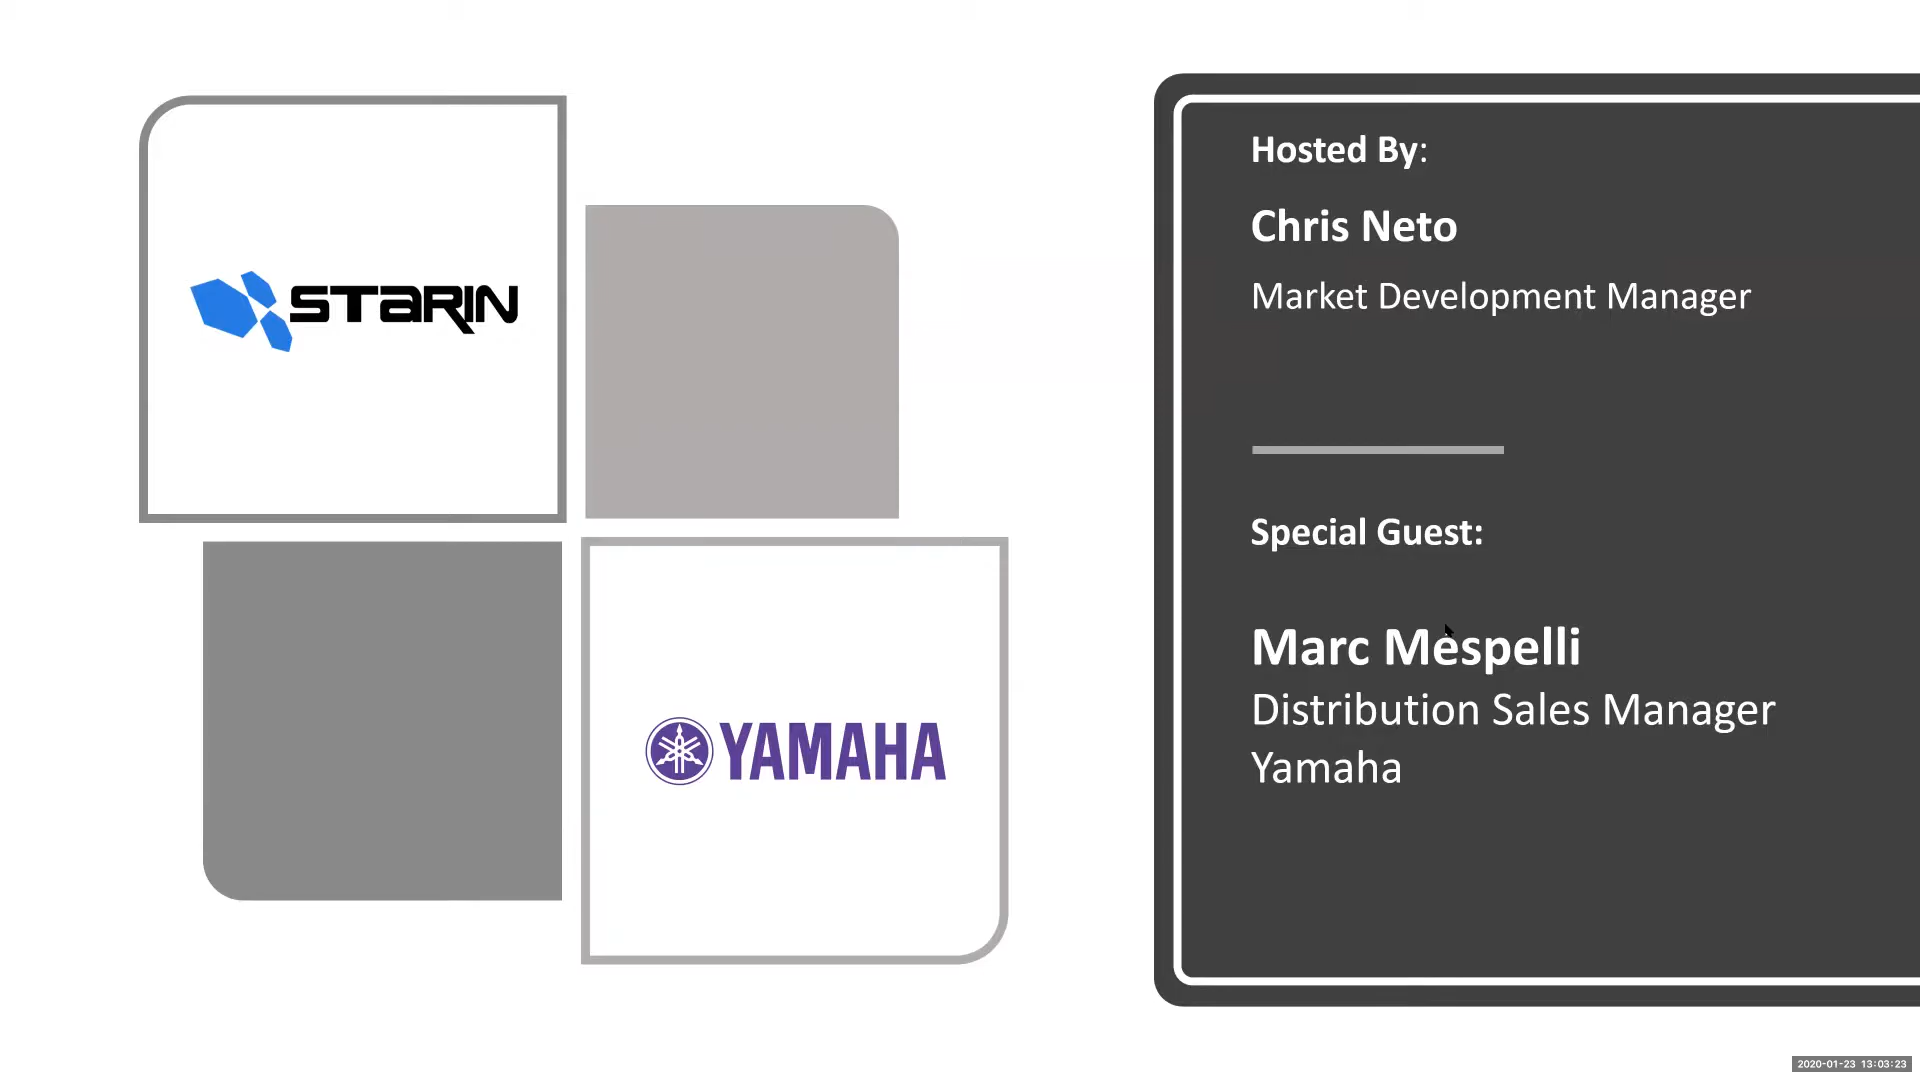 STARIN
YAMAHA
Hosted By:
Chris Neto
Market Development Manager
Special Guest:
Marc Mespelli
Distribution Sales Manager
Yamaha
2020-01-23 13:03:23